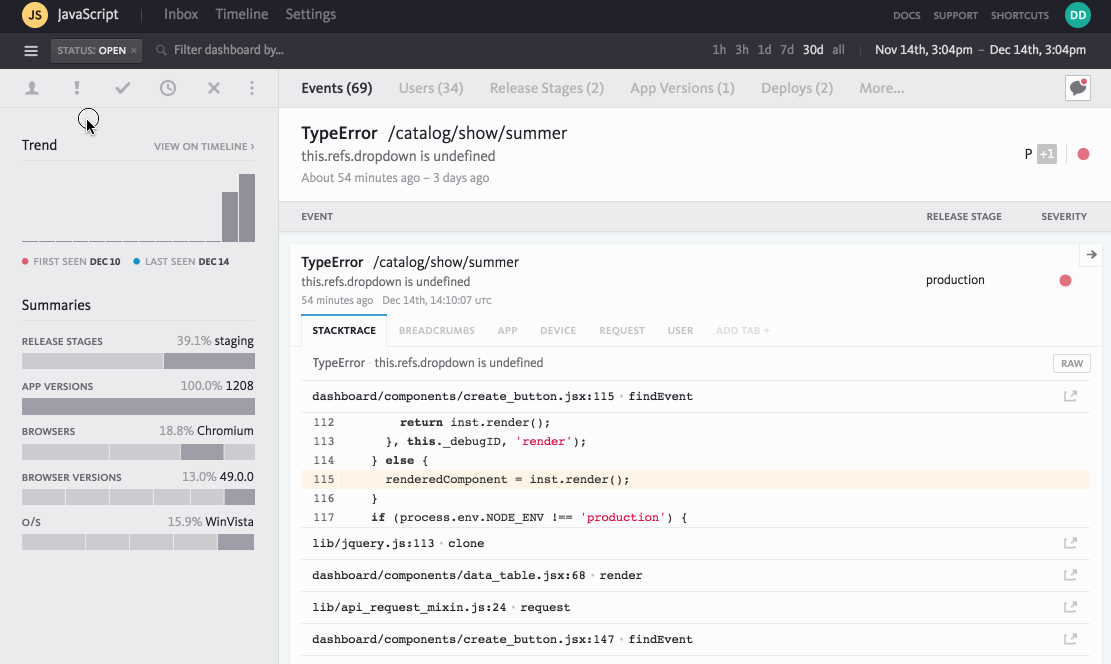 JS JavaScript Inbox Timeline Settings DOCS SUPPORT SHORTCUTS DD
STATUS: OPEN × Filter dashboard by... 1h 3h 1d 7d 30d all Nov 14th, 3:04pm – Dec 14th, 3:04pm
Events (69) Users (34) Release Stages (2) App Versions (1) Deploys (2) More...
Trend VIEW ON TIMELINE ›
FIRST SEEN DEC 10 LAST SEEN DEC 14
Summaries
RELEASE STAGES 39.1% staging
APP VERSIONS 100.0% 1208
BROWSERS 18.8% Chromium
BROWSER VERSIONS 13.0% 49.0.0
O/S 15.9% WinVista
TypeError /catalog/show/summer
this.refs.dropdown is undefined
About 54 minutes ago – 3 days ago
P +1
EVENT RELEASE STAGE SEVERITY
TypeError /catalog/show/summer
this.refs.dropdown is undefined
54 minutes ago Dec 14th, 14:10:07 UTC
production
STACKTRACE BREADCRUMBS APP DEVICE REQUEST USER ADD TAB +
TypeError · this.refs.dropdown is undefined RAW
dashboard/components/create_button.jsx:115 · findEvent
112 return inst.render();
113 }, this._debugID, 'render');
114 } else {
115 renderedComponent = inst.render();
116 }
117 if (process.env.NODE_ENV !== 'production') {
lib/jquery.js:113 · clone
dashboard/components/data_table.jsx:68 · render
lib/api_request_mixin.js:24 · request
dashboard/components/create_button.jsx:147 · findEvent